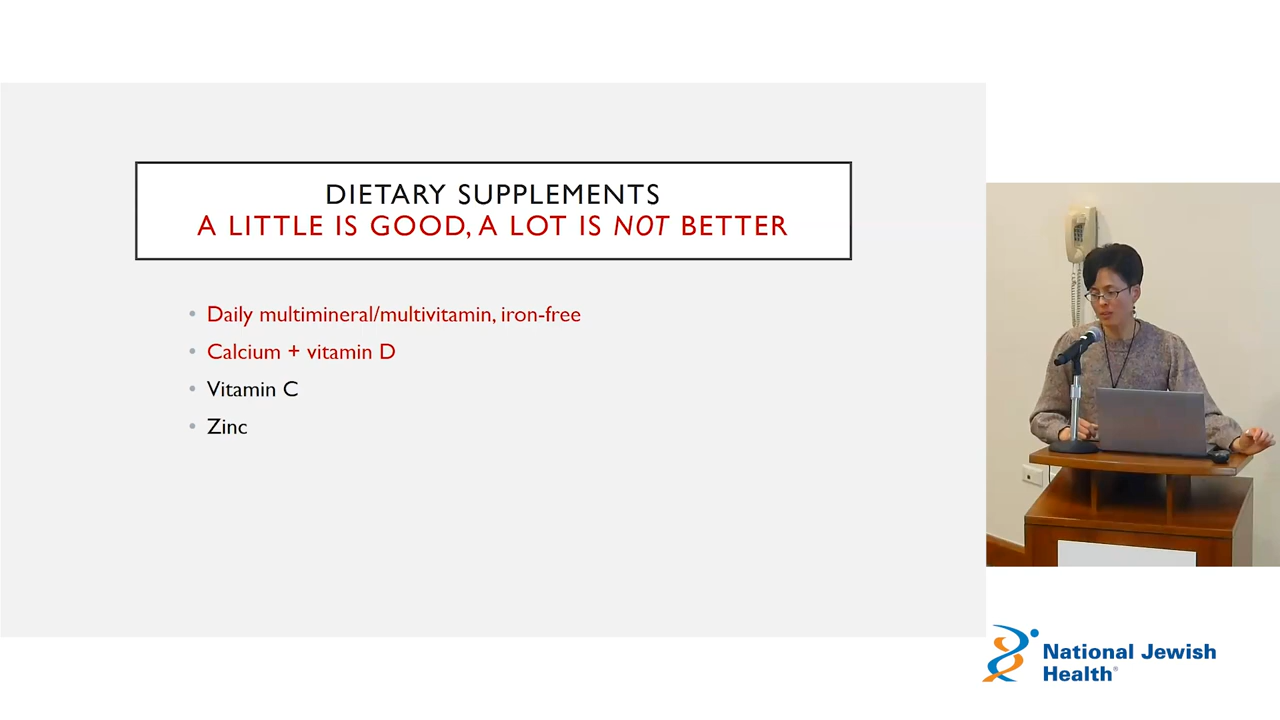 DIETARY SUPPLEMENTS
A LITTLE IS GOOD, A LOT IS NOT BETTER
• Daily multimineral/multivitamin, iron-free
• Calcium + vitamin D
• Vitamin C
• Zinc
National Jewish
Health®